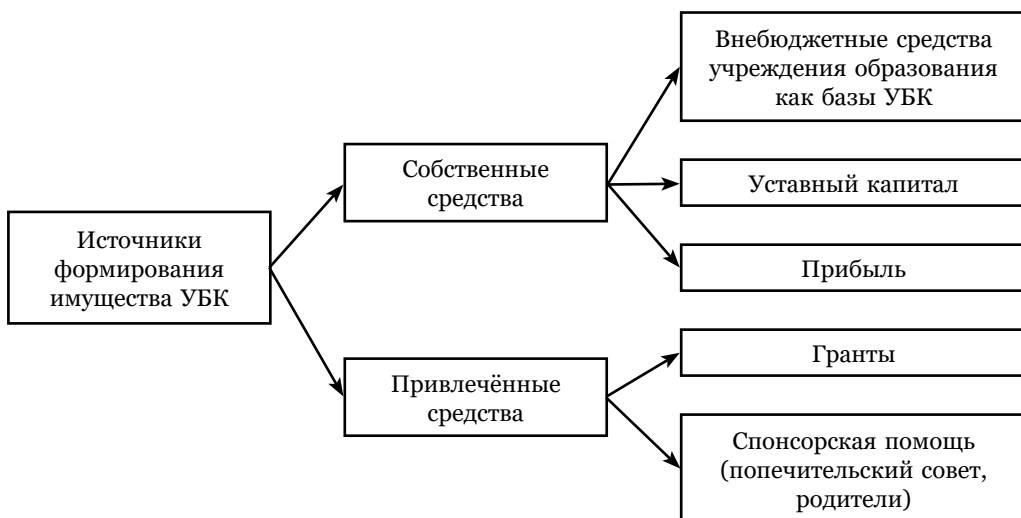 Источники
формирования
имущества УБК
Собственные
средства
Внебюджетные средства
учреждения образования
как базы УБК
Уставный капитал
Прибыль
Привлечённые
средства
Гранты
Спонсорская помощь
(попечительский совет,
родители)